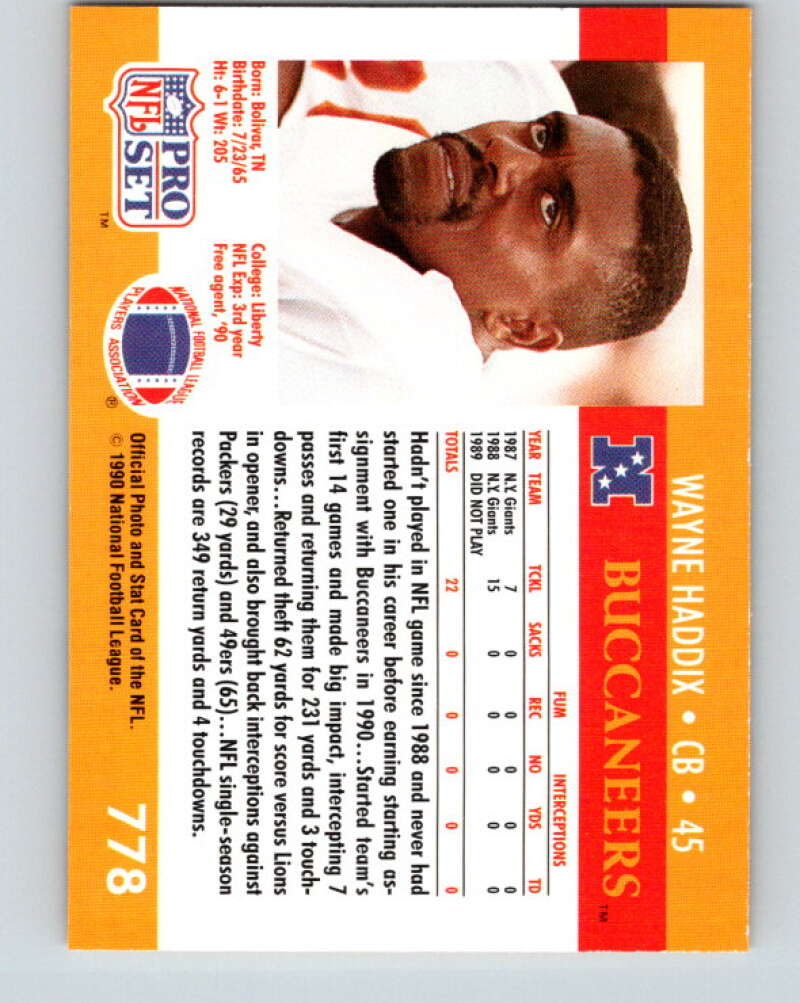 WAYNE HADDIX • CB • 45
N
BUCCANEERS™
FUM INTERCEPTIONS
YEAR TEAM TCKL SACKS REC NO YDS TD
1987 N.Y. Giants 7 0 0 0 0 0
1988 N.Y. Giants 15 0 0 0 0 0
1989 DID NOT PLAY
TOTALS 22 0 0 0 0 0
Hadn't played in NFL game since 1988 and never had
started one in his career before earning starting as-
signment with Buccaneers in 1990...Started team's
first 14 games and made big impact, intercepting 7
passes and returning them for 231 yards and 3 touch-
downs....Returned theft 62 yards for score versus Lions
in opener, and also brought back interceptions against
Packers (29 yards) and 49ers (65)...NFL single-season
records are 349 return yards and 4 touchdowns.
Born: Bolivar, TN
Birthdate: 7/23/65
Ht: 6-1 Wt: 205
College: Liberty
NFL Exp: 3rd year
Free agent, '90
NFL
PRO
SET
™
NATIONAL FOOTBALL LEAGUE
PLAYERS ASSOCIATION
®
Official Photo and Stat Card of the NFL.
© 1990 National Football League.
778